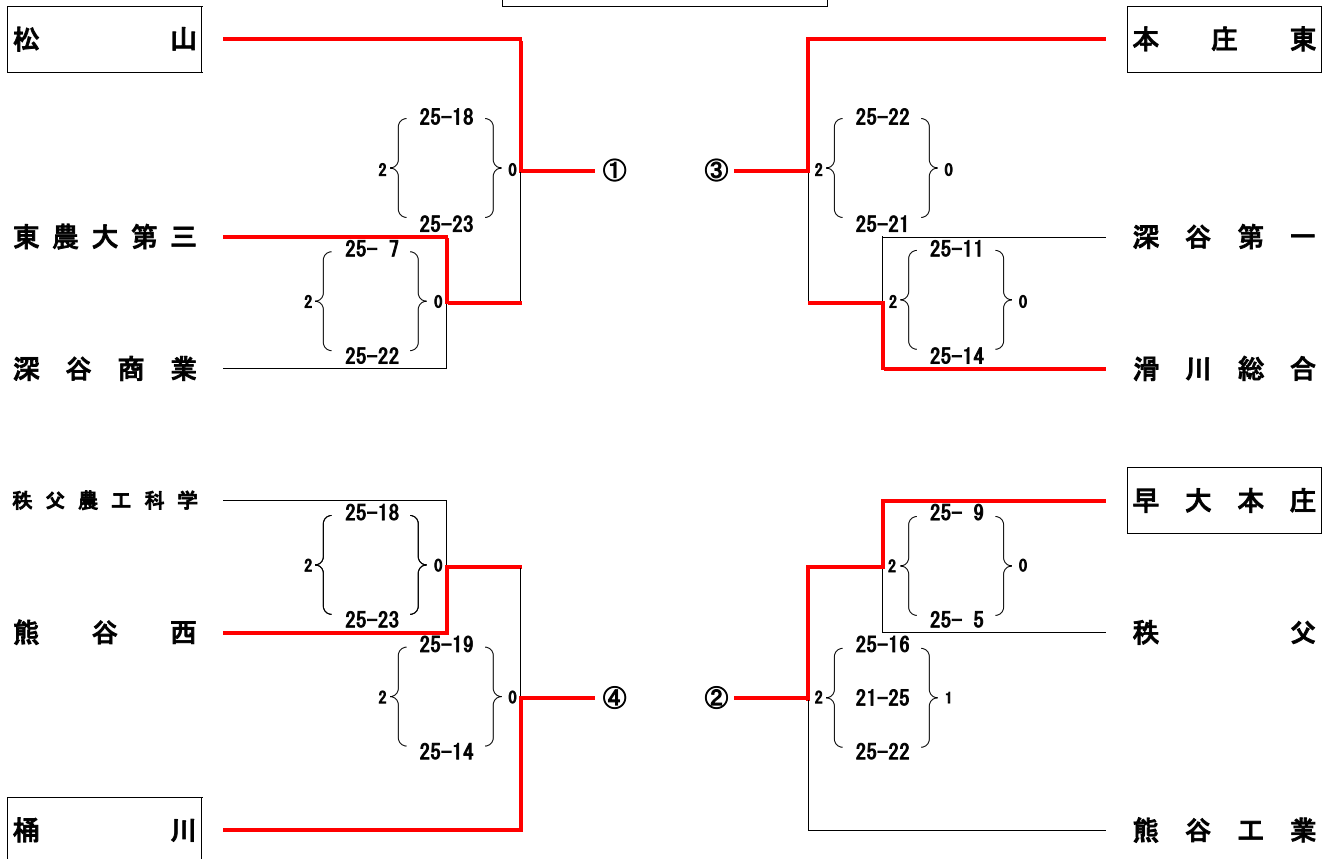 松山
25-18
2 0
25-23
①
東農大第三
25- 7
2 0
25-22
深谷商業
秩父農工科学
25-18
2 0
25-23
熊谷西
25-19
2 0
25-14
④
桶川
本庄東
25-22
③
2 0
25-21
深谷第一
25-11
2 0
25-14
滑川総合
早大本庄
25- 9
2 0
25- 5
秩父
25-16
②
2 21-25 1
25-22
熊谷工業